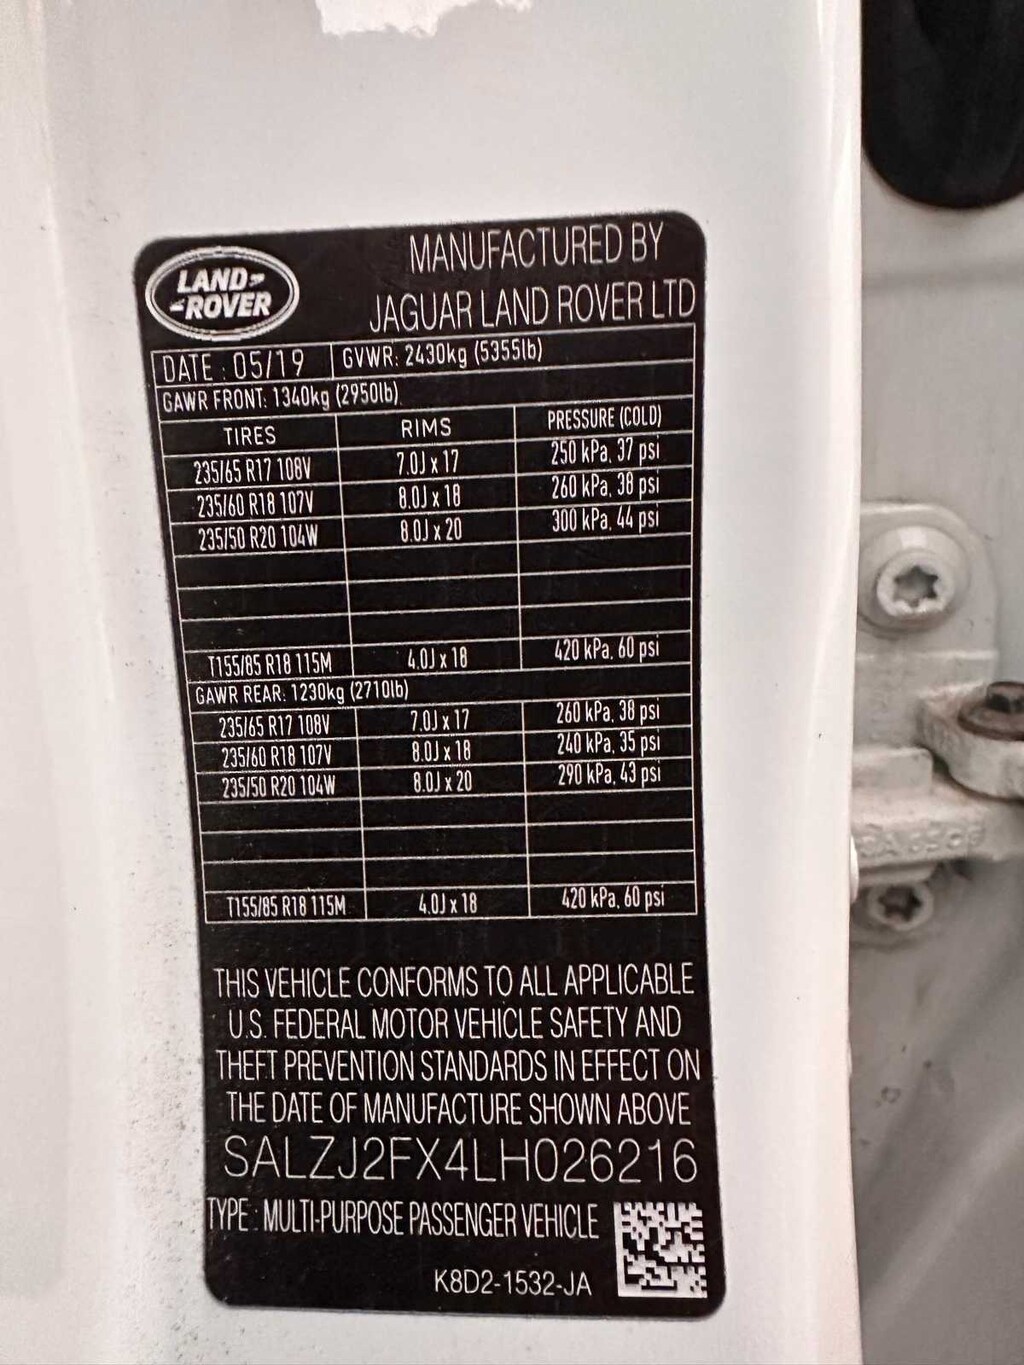 LAND-
-ROVER
MANUFACTURED BY
JAGUAR LAND ROVER LTD
DATE : 05/19 GVWR: 2430kg (5355lb)
GAWR FRONT: 1340kg (2950lb)
TIRES RIMS PRESSURE (COLD)
235/65 R17 108V 7.0J x 17 250 kPa, 37 psi
235/60 R18 107V 8.0J x 18 260 kPa, 38 psi
235/50 R20 104W 8.0J x 20 300 kPa, 44 psi
T155/85 R18 115M 4.0J x 18 420 kPa, 60 psi
GAWR REAR: 1230kg (2710lb)
235/65 R17 108V 7.0J x 17 260 kPa, 38 psi
235/60 R18 107V 8.0J x 18 240 kPa, 35 psi
235/50 R20 104W 8.0J x 20 290 kPa, 43 psi
T155/85 R18 115M 4.0J x 18 420 kPa, 60 psi
THIS VEHICLE CONFORMS TO ALL APPLICABLE
U.S. FEDERAL MOTOR VEHICLE SAFETY AND
THEFT PREVENTION STANDARDS IN EFFECT ON
THE DATE OF MANUFACTURE SHOWN ABOVE
SALZJ2FX4LH026216
TYPE : MULTI-PURPOSE PASSENGER VEHICLE
K8D2-1532-JA